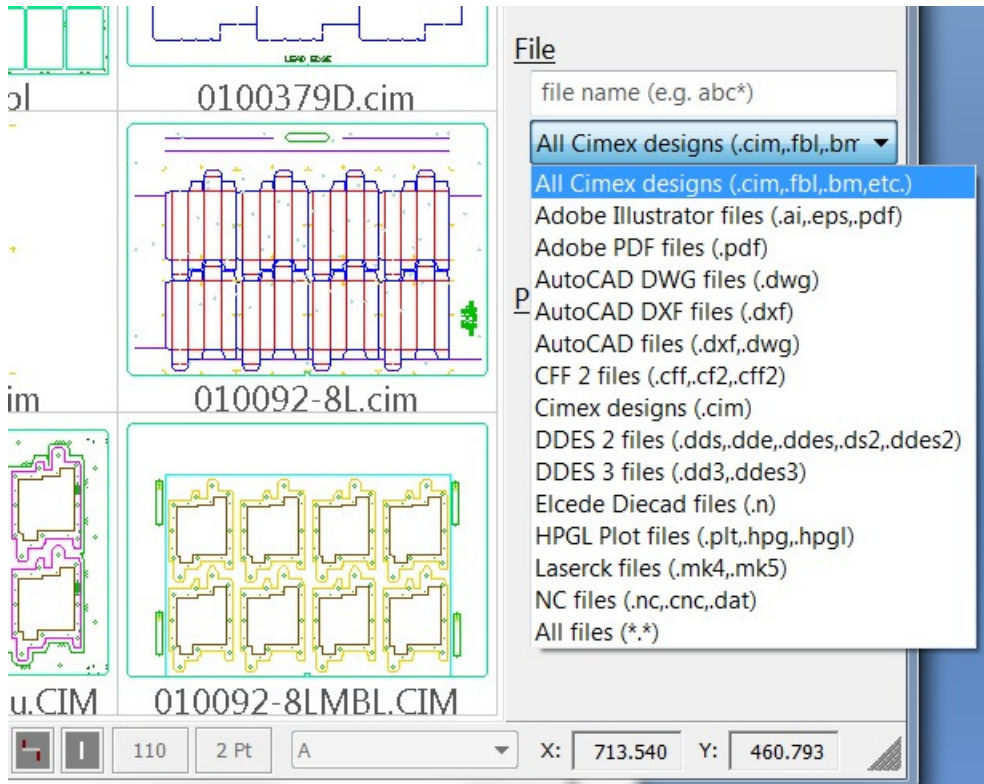 LEAD EDGE
bl
0100379D.cim
im
010092-8L.cim
u.CIM
010092-8LMBL.CIM
File
file name (e.g. abc*)
All Cimex designs (.cim,.fbl,.br
All Cimex designs (.cim,.fbl,.bm,etc.)
Adobe Illustrator files (.ai,.eps,.pdf)
Adobe PDF files (.pdf)
AutoCAD DWG files (.dwg)
P
AutoCAD DXF files (.dxf)
AutoCAD files (.dxf,.dwg)
CFF 2 files (.cff,.cf2,.cff2)
Cimex designs (.cim)
DDES 2 files (.dds,.dde,.ddes,.ds2,.ddes2)
DDES 3 files (.dd3,.ddes3)
Elcede Diecad files (.n)
HPGL Plot files (.plt,.hpg,.hpgl)
Laserck files (.mk4,.mk5)
NC files (.nc,.cnc,.dat)
All files (*.*)
110 2 Pt A X: 713.540 Y: 460.793